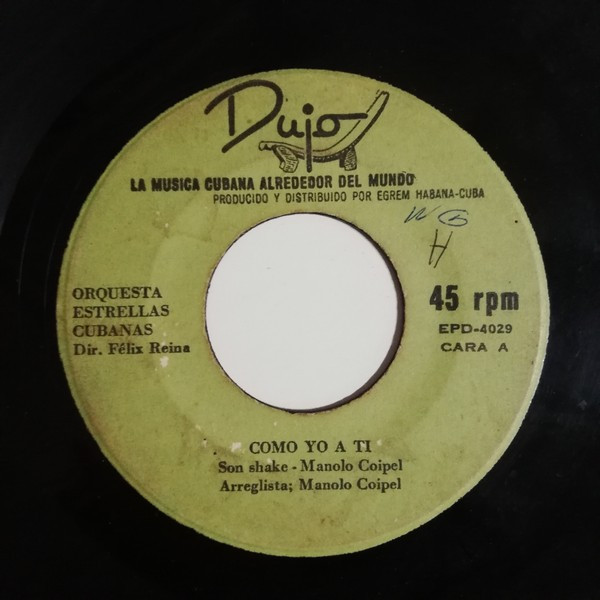 Dujo
LA MUSICA CUBANA ALREDEDOR DEL MUNDO
PRODUCIDO Y DISTRIBUIDO POR EGREM HABANA-CUBA
H
ORQUESTA
ESTRELLAS
CUBANAS
Dir. Félix Reina
45 rpm
EPD-4029
CARA A
COMO YO A TI
Son shake - Manolo Coipel
Arreglista; Manolo Coipel